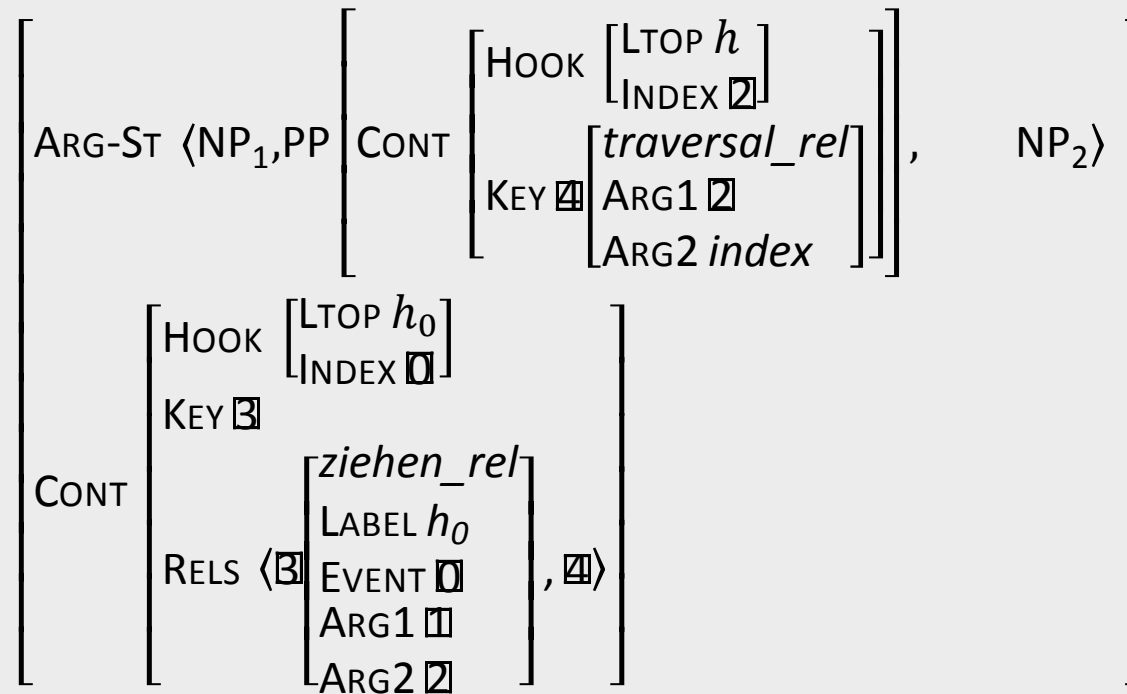 HOOK [LTOP h
INDEX 2]
ARG-ST ⟨NP₁,PP [CONT [KEY 4 [traversal_rel
ARG1 2
ARG2 index]]], NP₂⟩
CONT [HOOK [LTOP h₀
INDEX 0]
KEY 3
RELS ⟨3 [ziehen_rel
LABEL h₀
EVENT 0
ARG1 1
ARG2 2], 4⟩]